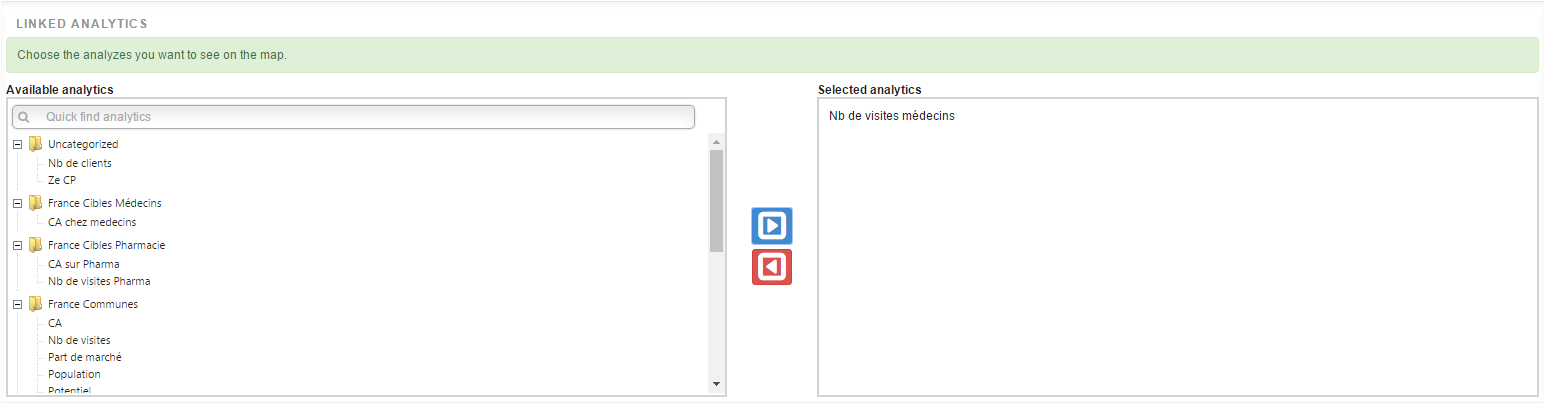 LINKED ANALYTICS
Choose the analyzes you want to see on the map.
Available analytics
Quick find analytics
Uncategorized
Nb de clients
Ze CP
France Cibles Médecins
CA chez medecins
France Cibles Pharmacie
CA sur Pharma
Nb de visites Pharma
France Communes
CA
Nb de visites
Part de marché
Population
Potentiel
Selected analytics
Nb de visites médecins